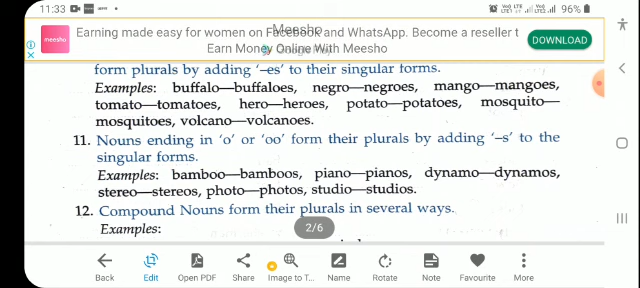 11:33
96%
Meesho
meesho
Earning made easy for women on Facebook and WhatsApp. Become a reseller t
Earn Money Online With Meesho
DOWNLOAD
form plurals by adding ‘–es’ to their singular forms.
Examples: buffalo—buffaloes, negro—negroes, mango—mangoes,
tomato—tomatoes, hero—heroes, potato—potatoes, mosquito—
mosquitoes, volcano—volcanoes.
11. Nouns ending in ‘o’ or ‘oo’ form their plurals by adding ‘–s’ to the
singular forms.
Examples: bamboo—bamboos, piano—pianos, dynamo—dynamos,
stereo—stereos, photo—photos, studio—studios.
12. Compound Nouns form their plurals in several ways.
Examples:
2/6
Back Edit Open PDF Share Image to T... Name Rotate Note Favourite More